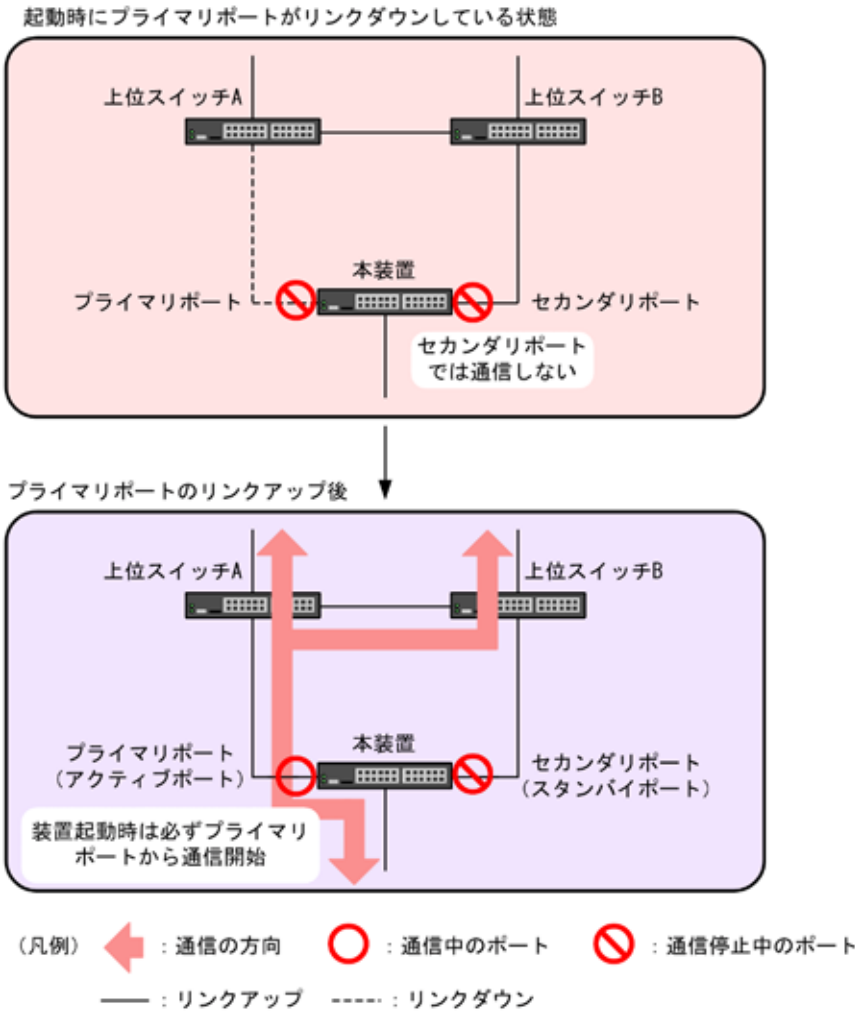 起動時にプライマリポートがリンクダウンしている状態
上位スイッチA
上位スイッチB
本装置
プライマリポート
セカンダリポート
セカンダリポート
では通信しない
プライマリポートのリンクアップ後
上位スイッチA
上位スイッチB
本装置
プライマリポート
(アクティブポート)
セカンダリポート
(スタンバイポート)
装置起動時は必ずプライマリ
ポートから通信開始
(凡例) :通信の方向 :通信中のポート :通信停止中のポート
:リンクアップ :リンクダウン